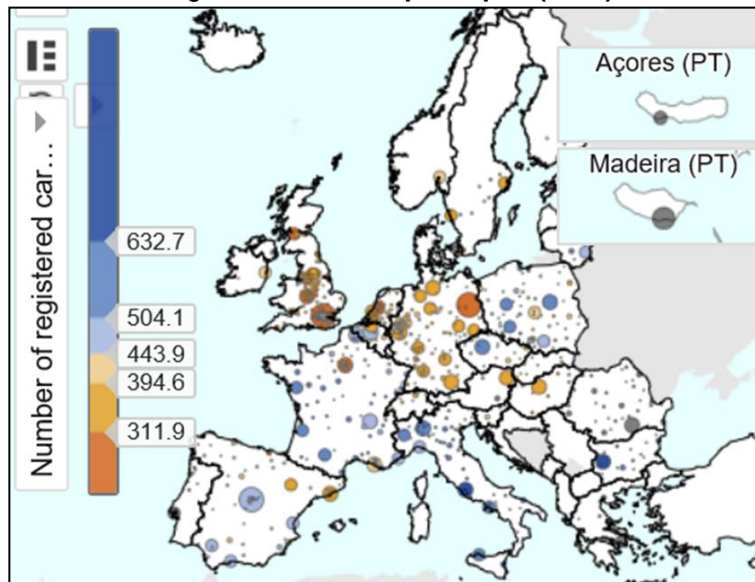 Açores (PT)
Madeira (PT)
Number of registered car...
632.7
504.1
443.9
394.6
311.9